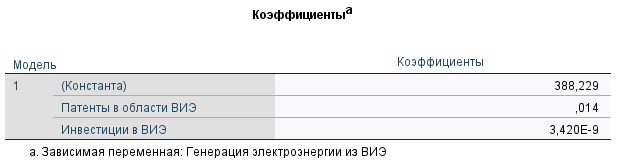 Коэффициентыa
Модель Коэффициенты
1 (Константа) 388,229
Патенты в области ВИЭ ,014
Инвестиции в ВИЭ 3,420E-9
a. Зависимая переменная: Генерация электроэнергии из ВИЭ